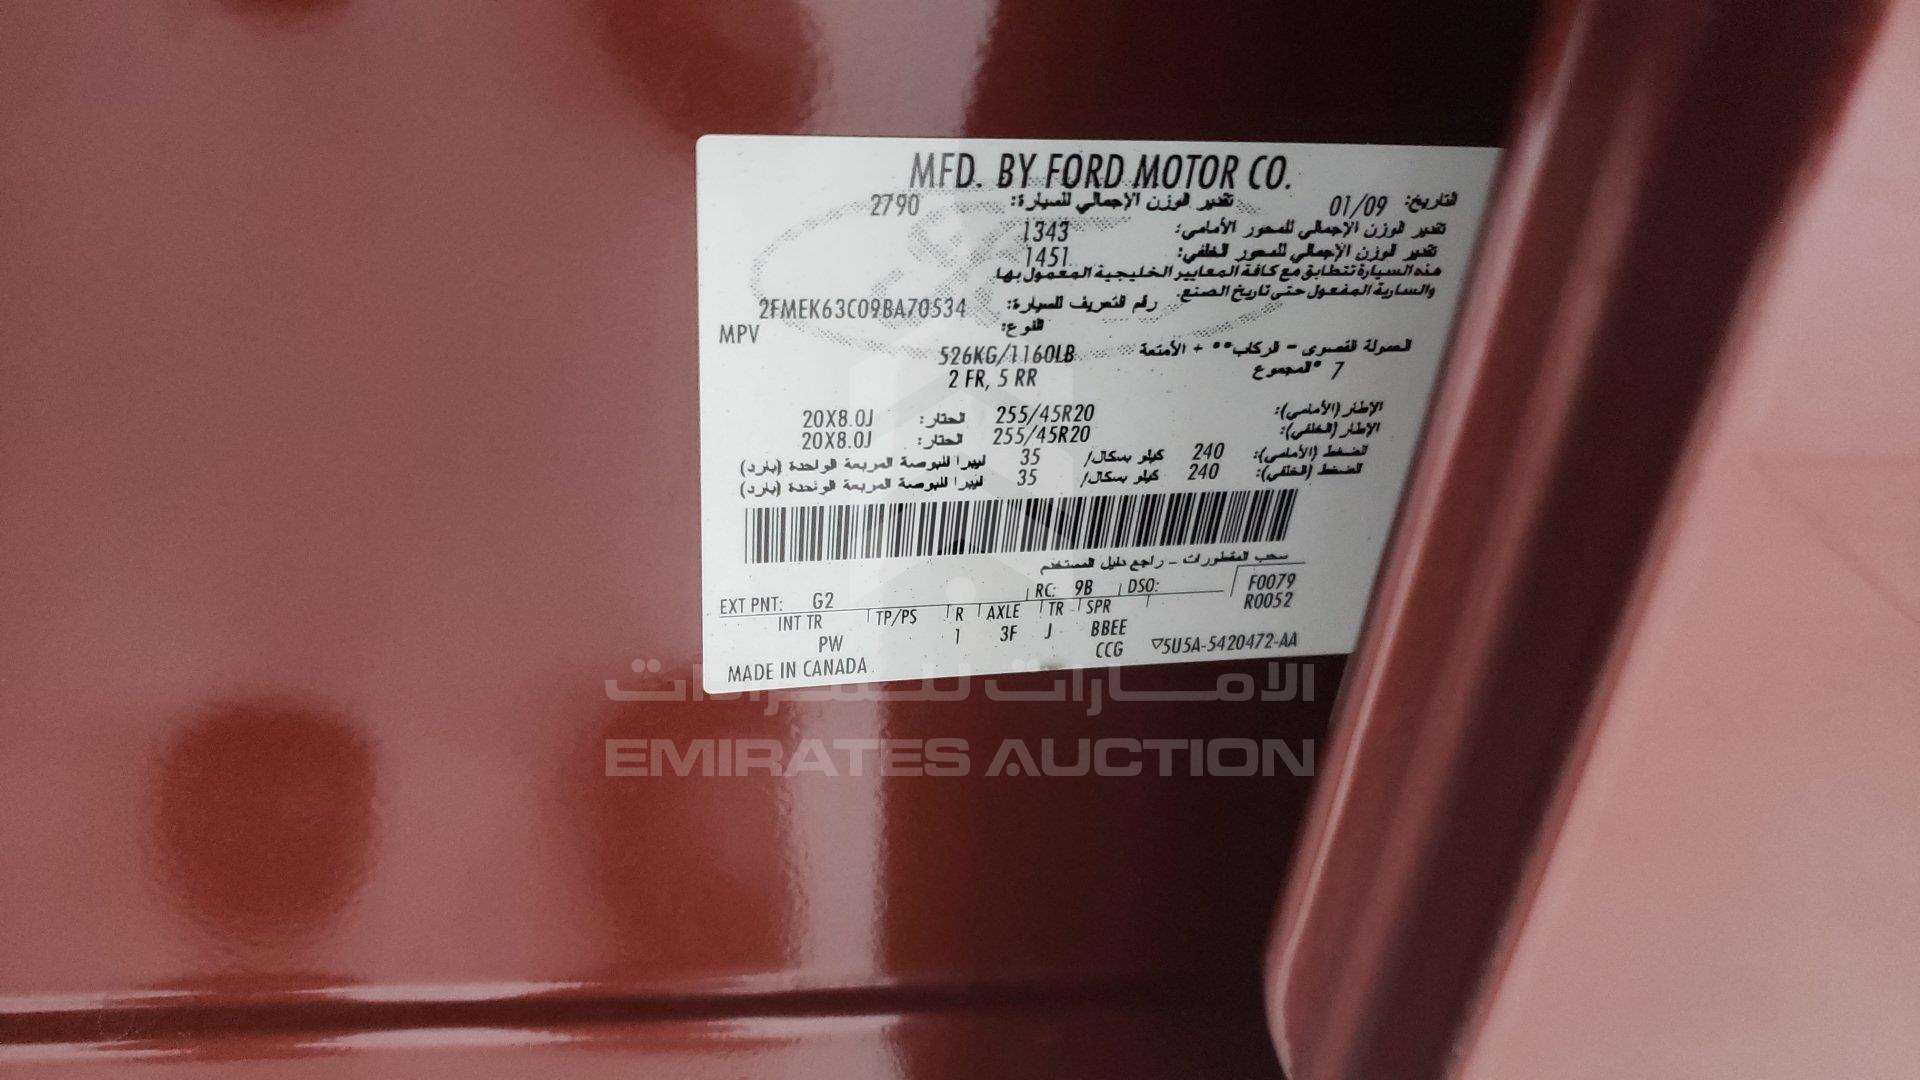 MFD. BY FORD MOTOR CO.
التاريخ: 01/09 تقدير الوزن الإجمالي للسيارة: 2790
تقدير الوزن الإجمالي للمحور الأمامي: 1343
تقدير الوزن الإجمالي للمحور الخلفي: 1451
هذه السيارة تتطابق مع كافة المعايير الخليجية المعمول بها
والسارية المفعول حتى تاريخ الصنع.
رقم التعريف للسيارة: 2FMEK63C09BA70534
النوع: MPV
الحمولة القصوى - الركاب** + الأمتعة 526KG/1160LB
7 *المجموع 2 FR, 5 RR
الإطار (الأمامي): 255/45R20 الحتار: 20X8.0J
الإطار (الخلفي): 255/45R20 الحتار: 20X8.0J
الضغط (الأمامي): 240 كيلو بسكال/ 35 ليبرا للبوصة المربعة الواحدة (بارد)
الضغط (الخلفي): 240 كيلو بسكال/ 35 ليبرا للبوصة المربعة الواحدة (بارد)
سحب المقطورات - راجع دليل المستخدم
EXT PNT: G2 RC: 9B DSO: F0079
INT TR TP/PS R AXLE TR SPR R0052
PW 1 3F J BBEE
CCG ▽5U5A-5420472-AA
MADE IN CANADA
الامارات للمزادات
EMIRATES AUCTION